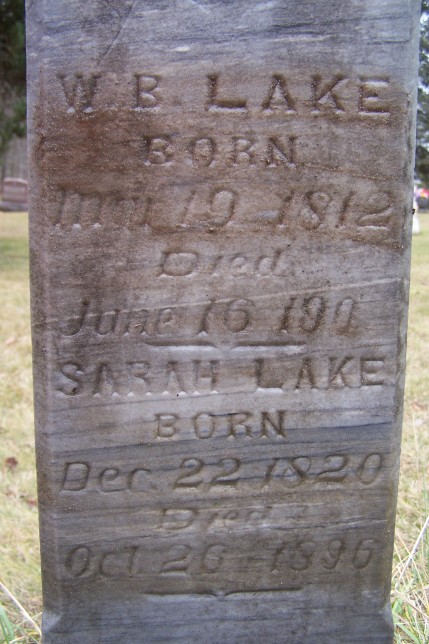 W. B. LAKE
BORN
19 1812
Died
June 16
SARAH LAKE
BORN
Dec. 22 1820
Died
Oct. 26 1896